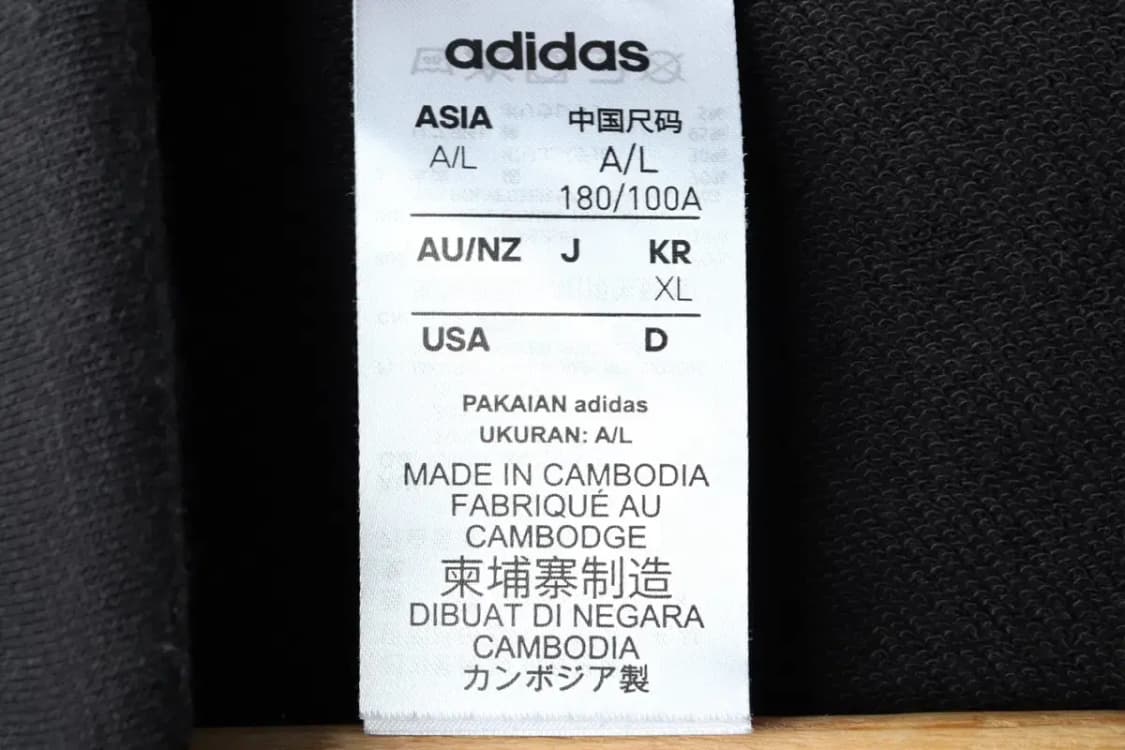 adidas
ASIA 中国尺码
A/L A/L
180/100A
AU/NZ J KR
XL
USA D
PAKAIAN adidas
UKURAN: A/L
MADE IN CAMBODIA
FABRIQUÉ AU
CAMBODGE
柬埔寨制造
DIBUAT DI NEGARA
CAMBODIA
カンボジア製